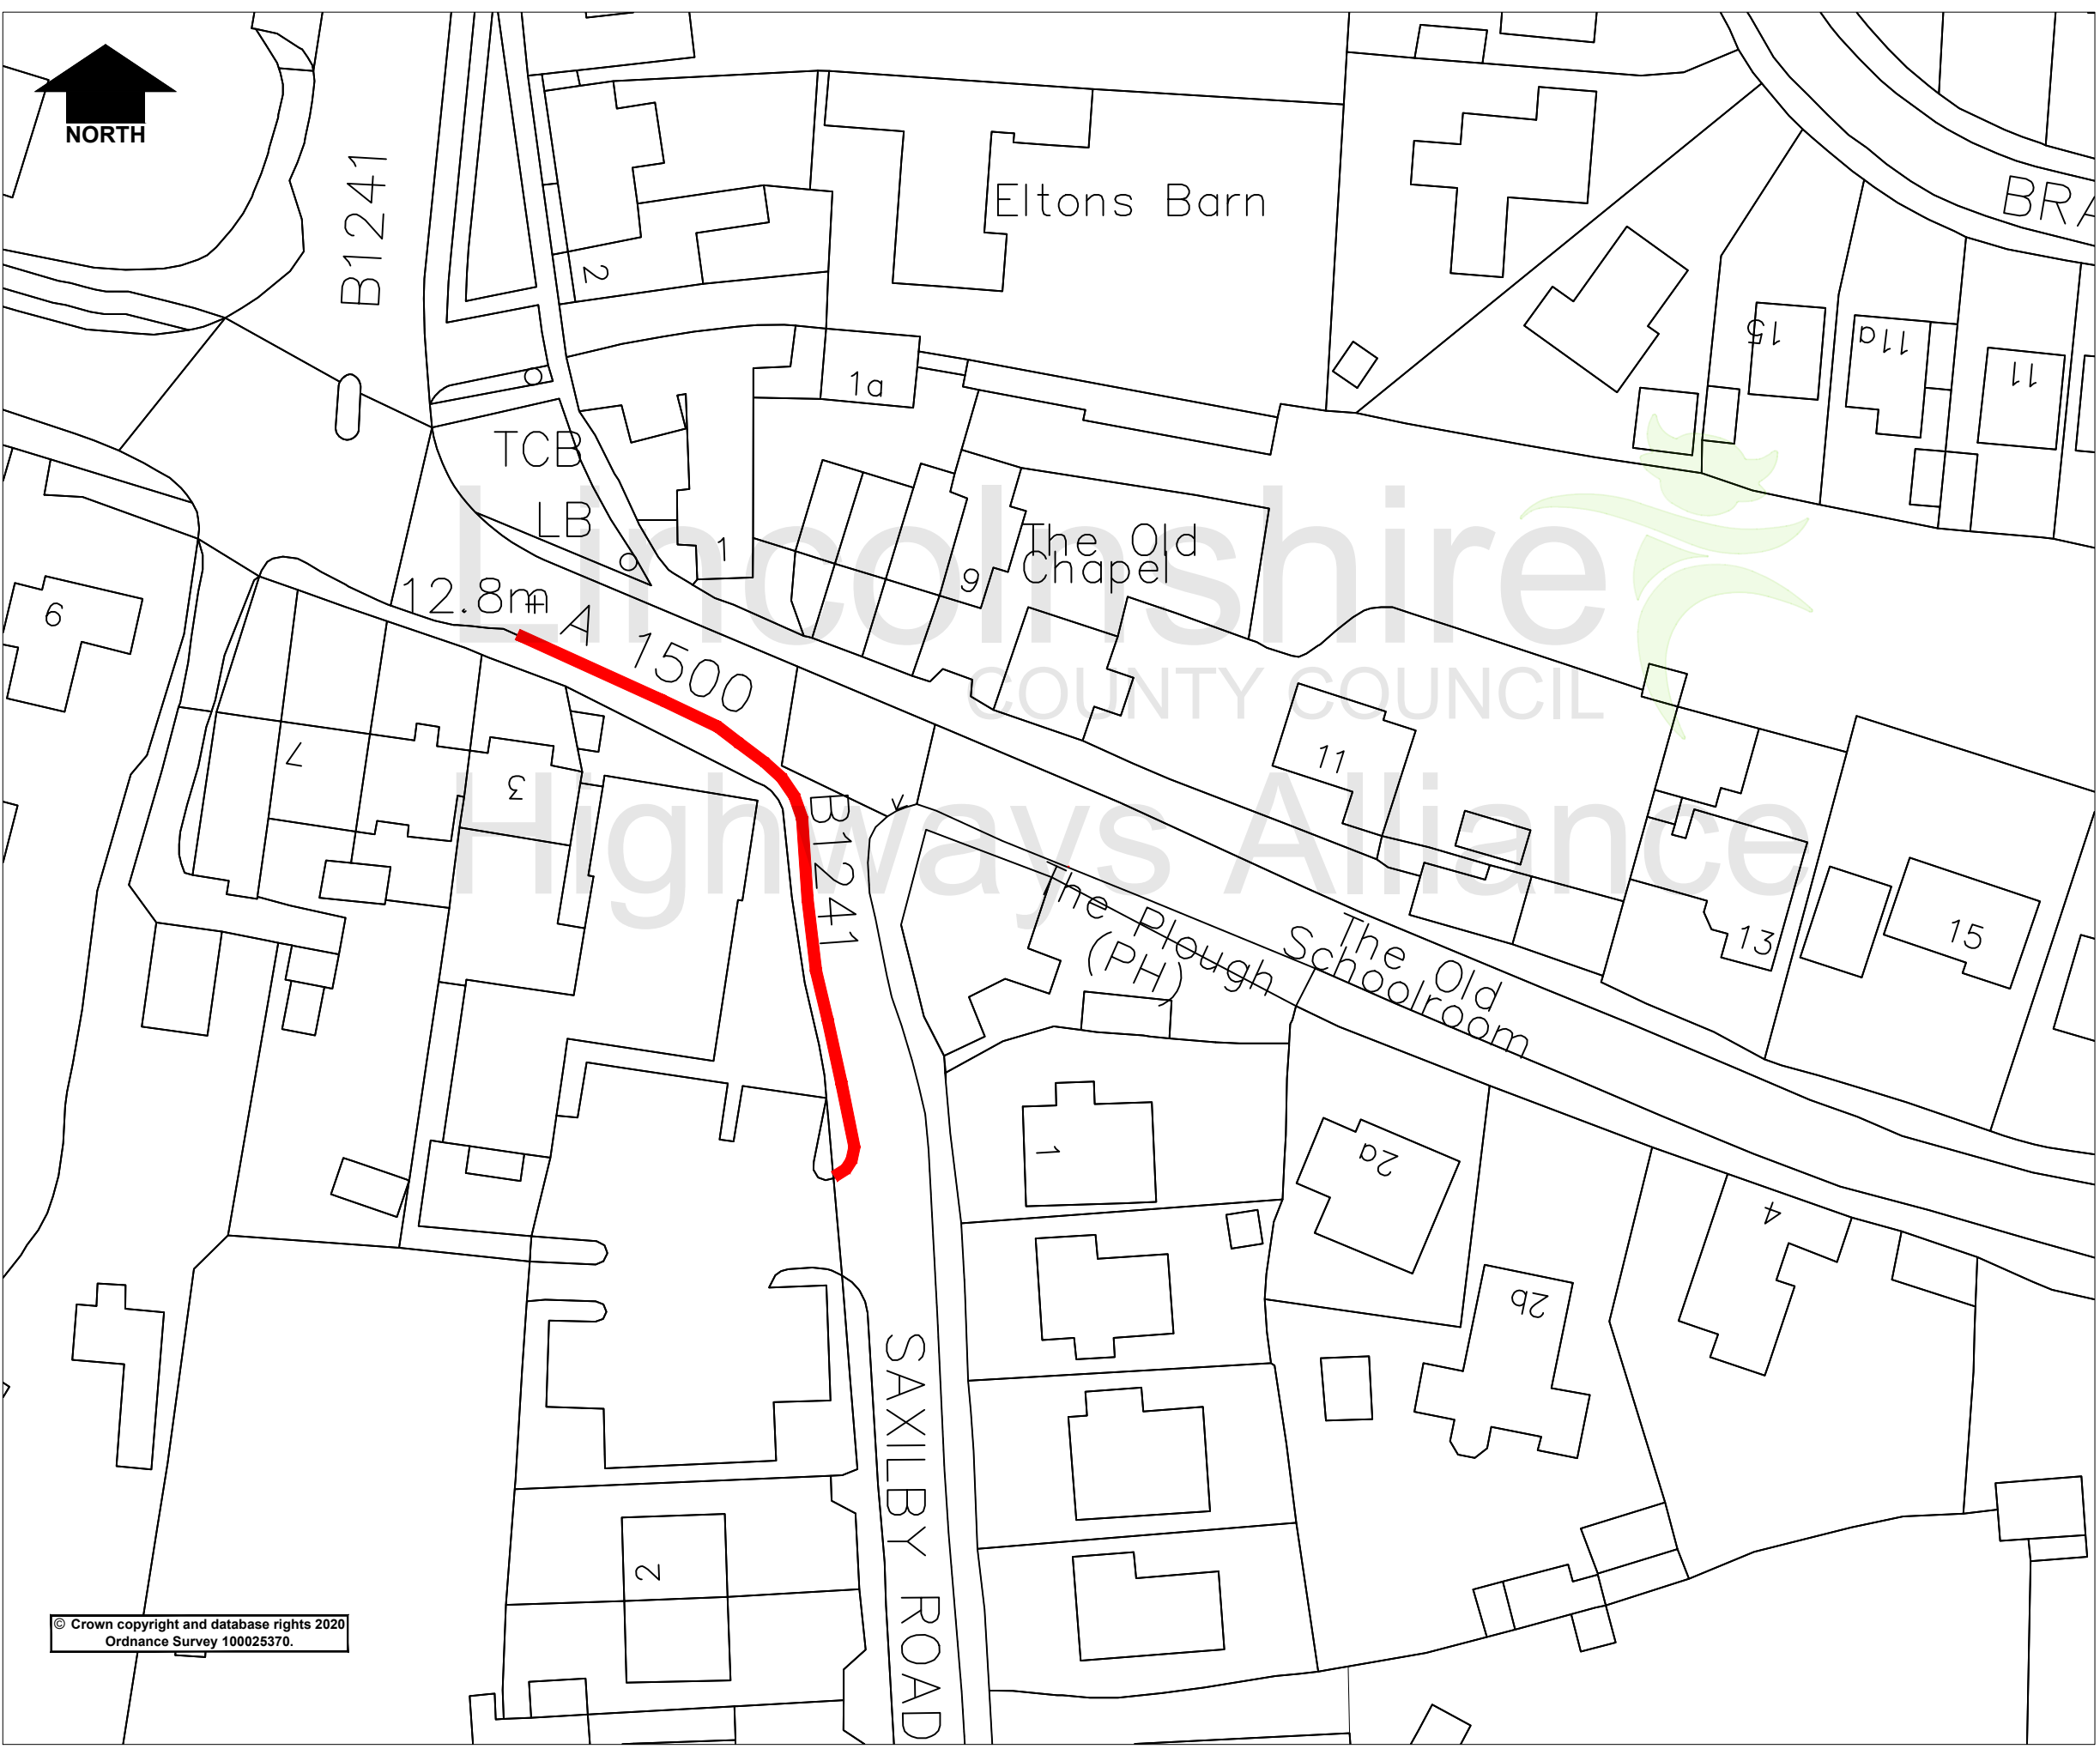 NORTH
B1241
Eltons Barn
BRA
2
1a
15
11a
11
TCB
LB
1
9
The Old
Chapel
Lincolnshire
COUNTY COUNCIL
Highways Alliance
12.8m
A 1500
6
7
3
B1241
11
13
15
The Plough
(PH)
The Old
Schoolroom
1
2a
2b
4
2
SAXILBY ROAD
© Crown copyright and database rights 2020
Ordnance Survey 100025370.